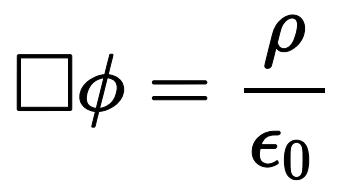 □ϕ = ρ/ϵ₀